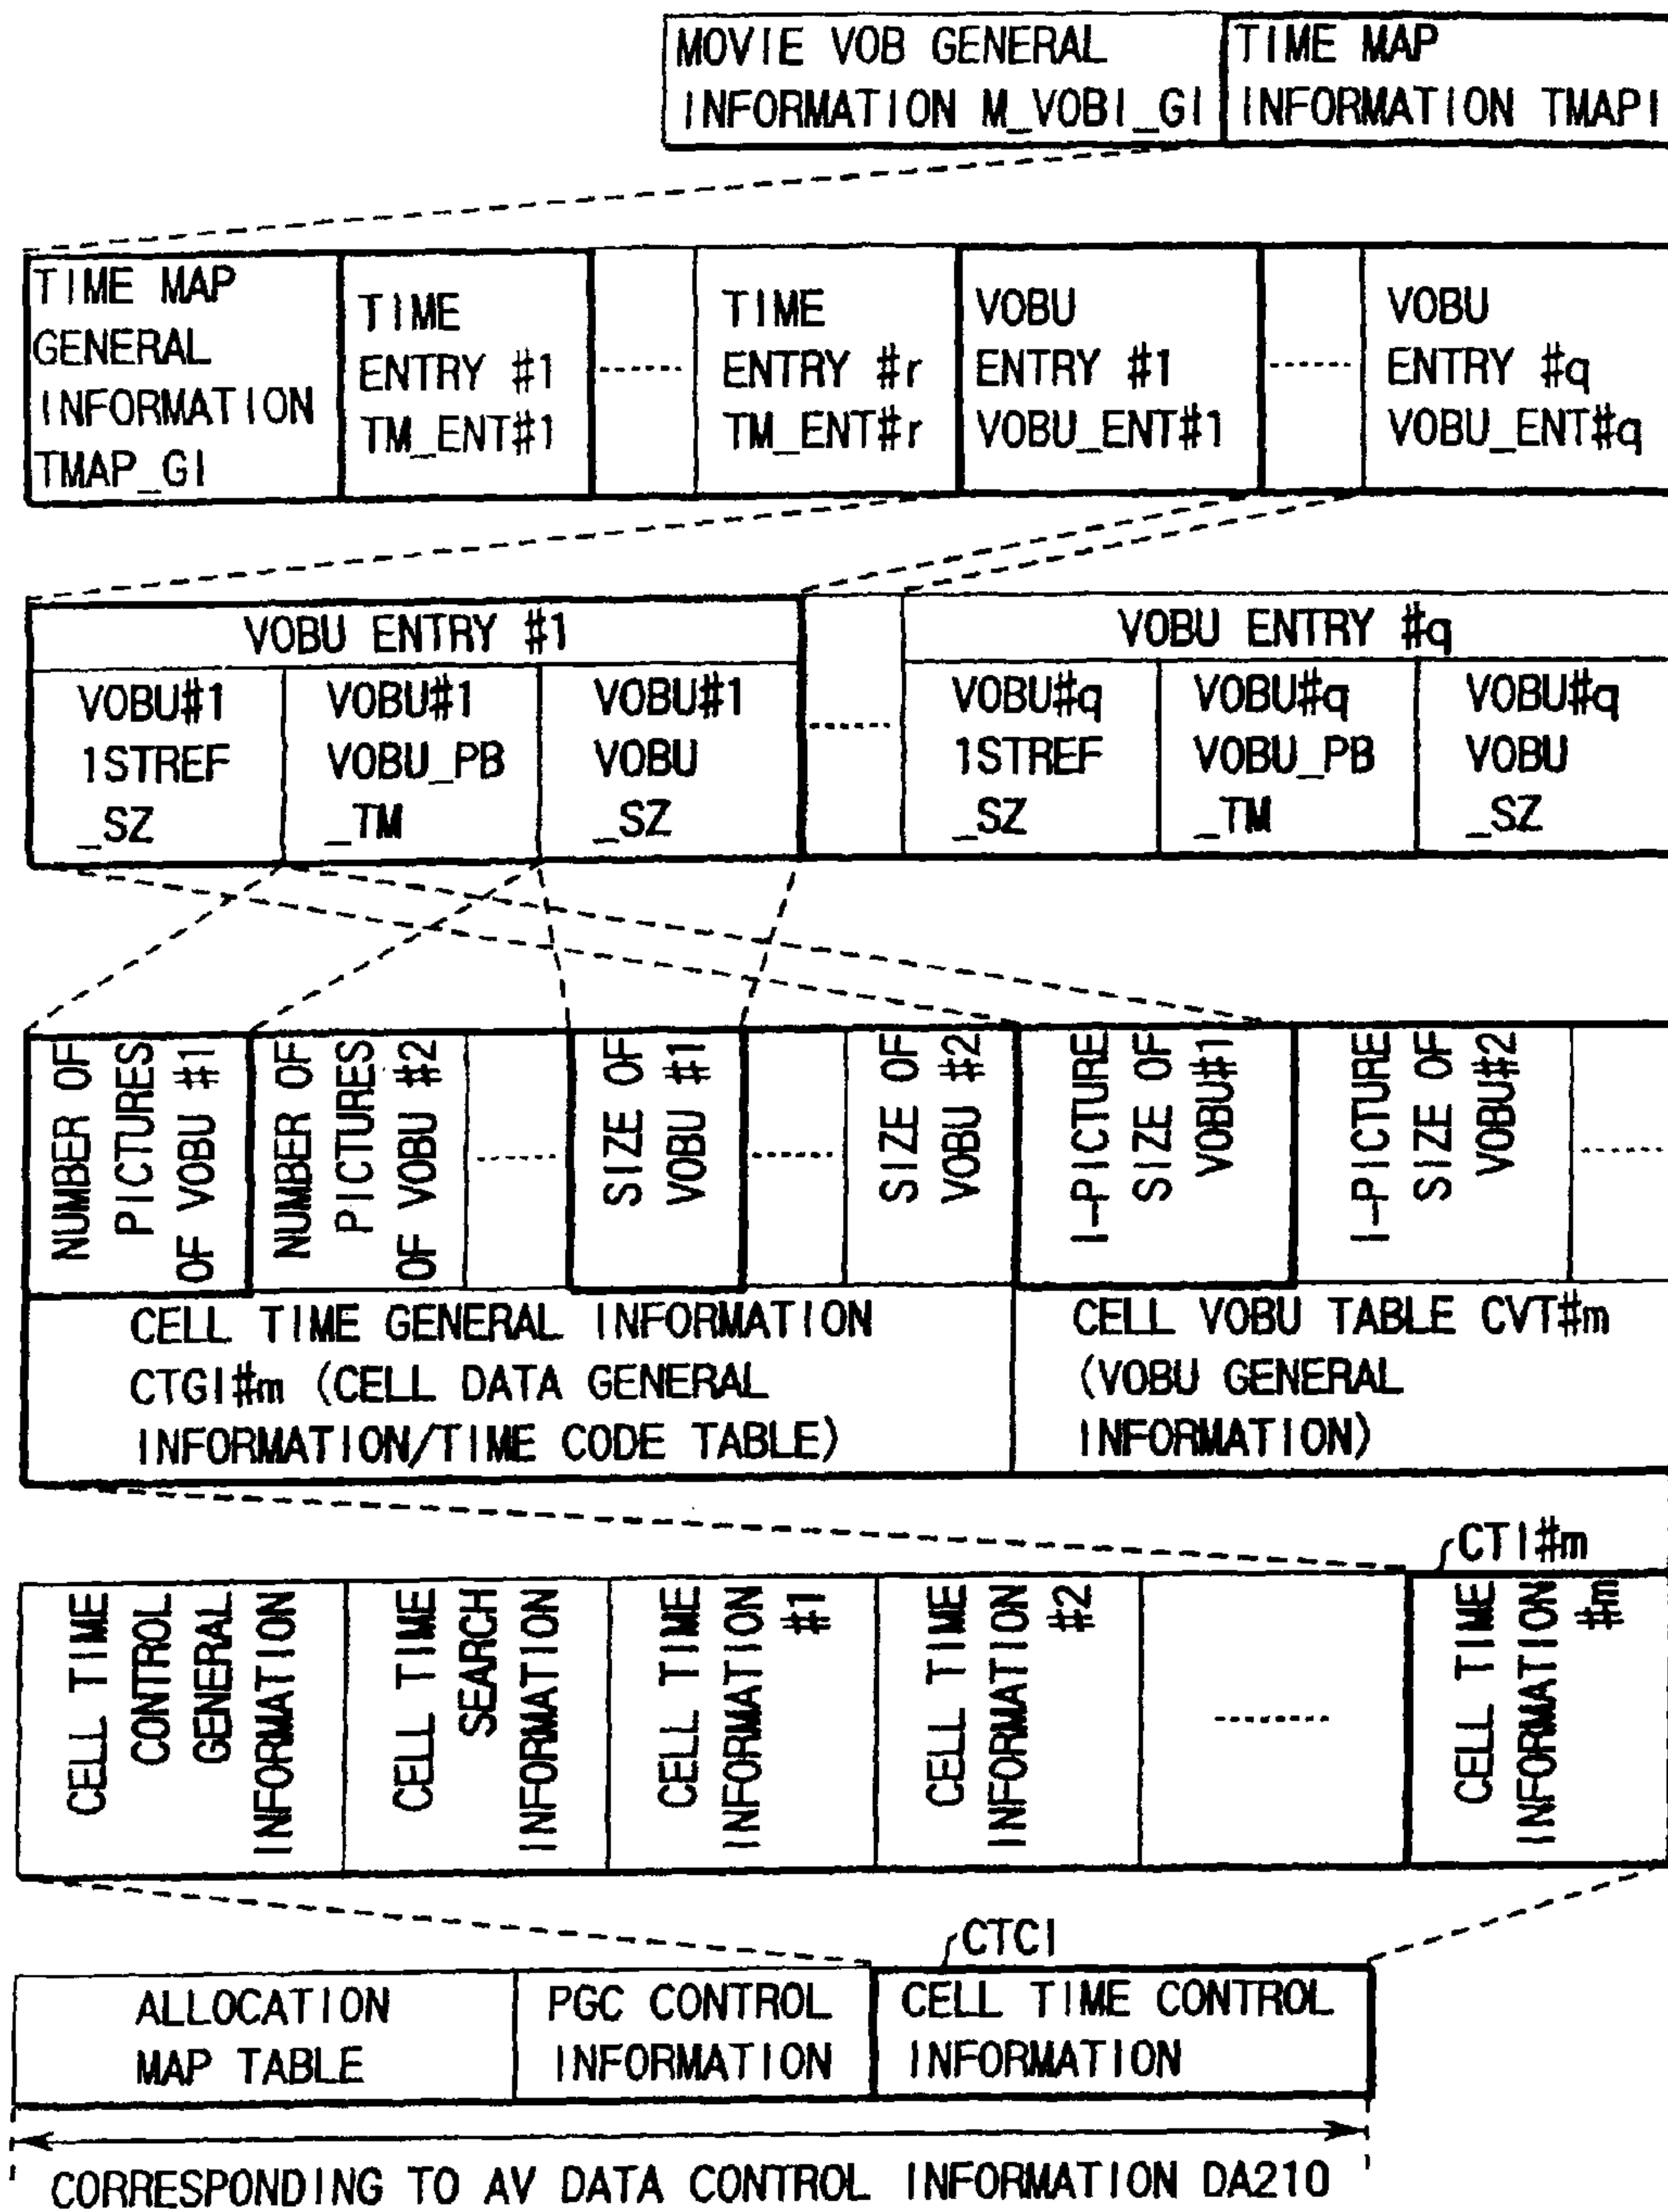 MOVIE VOB GENERAL
INFORMATION M_VOBI_GI
TIME MAP
INFORMATION TMAPI
TIME MAP
GENERAL
INFORMATION
TMAP_GI
TIME
ENTRY #1
TM_ENT#1
TIME
ENTRY #r
TM_ENT#r
VOBU
ENTRY #1
VOBU_ENT#1
VOBU
ENTRY #q
VOBU_ENT#q
VOBU ENTRY #1
VOBU#1
1STREF
_SZ
VOBU#1
VOBU_PB
_TM
VOBU#1
VOBU
_SZ
VOBU ENTRY #q
VOBU#q
1STREF
_SZ
VOBU#q
VOBU_PB
_TM
VOBU#q
VOBU
_SZ
NUMBER OF
PICTURES
OF VOBU #1
NUMBER OF
PICTURES
OF VOBU #2
SIZE OF
VOBU #1
SIZE OF
VOBU #2
I-PICTURE
SIZE OF
VOBU#1
I-PICTURE
SIZE OF
VOBU#2
CELL TIME GENERAL INFORMATION
CTGI#m (CELL DATA GENERAL
INFORMATION/TIME CODE TABLE)
CELL VOBU TABLE CVT#m
(VOBU GENERAL
INFORMATION)
CTI#m
CELL TIME
CONTROL
GENERAL
INFORMATION
CELL TIME
SEARCH
INFORMATION
CELL TIME
INFORMATION
#1
CELL TIME
INFORMATION
#2
CELL TIME
INFORMATION
#m
CTCI
ALLOCATION
MAP TABLE
PGC CONTROL
INFORMATION
CELL TIME CONTROL
INFORMATION
CORRESPONDING TO AV DATA CONTROL INFORMATION DA210